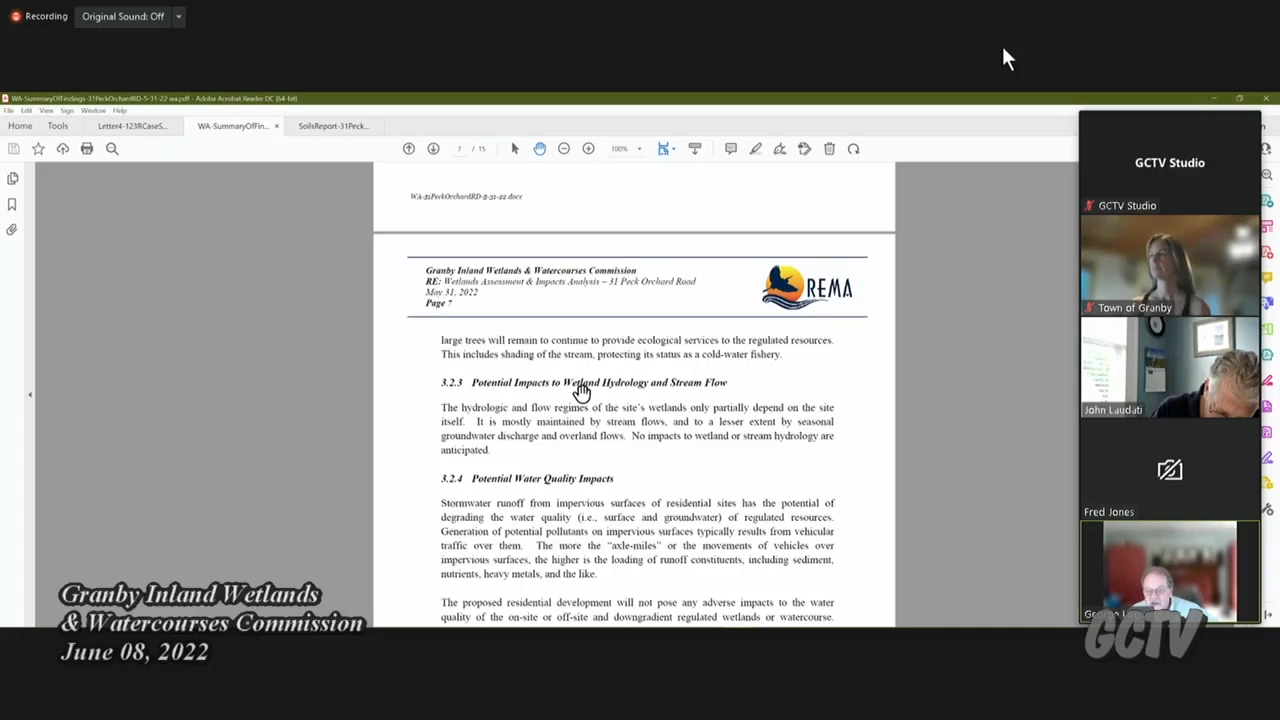 Recording
Original Sound: Off
WA-SummaryOfFindings-31PeckOrchardRD-5-31-22 wa.pdf - Adobe Acrobat Reader DC (64-bit)
File Edit View Sign Window Help
Home Tools Letter4-123RCaseS... WA-SummaryOfFin... × SoilsReport-31Peck...
7 / 15 100%
WA-31PeckOrchardRD-5-31-22.docx
Granby Inland Wetlands & Watercourses Commission
RE: Wetlands Assessment & Impacts Analysis – 31 Peck Orchard Road
May 31, 2022
Page 7
REMA
large trees will remain to continue to provide ecological services to the regulated resources.
This includes shading of the stream, protecting its status as a cold-water fishery.
3.2.3 Potential Impacts to Wetland Hydrology and Stream Flow
The hydrologic and flow regimes of the site's wetlands only partially depend on the site
itself. It is mostly maintained by stream flows, and to a lesser extent by seasonal
groundwater discharge and overland flows. No impacts to wetland or stream hydrology are
anticipated.
3.2.4 Potential Water Quality Impacts
Stormwater runoff from impervious surfaces of residential sites has the potential of
degrading the water quality (i.e., surface and groundwater) of regulated resources.
Generation of potential pollutants on impervious surfaces typically results from vehicular
traffic over them. The more the “axle-miles” or the movements of vehicles over
impervious surfaces, the higher is the loading of runoff constituents, including sediment,
nutrients, heavy metals, and the like.
The proposed residential development will not pose any adverse impacts to the water
quality of the on-site or off-site and downgradient regulated wetlands or watercourse.
GCTV Studio
GCTV Studio
Town of Granby
John Laudati
Fred Jones
George
GCTV
Granby Inland Wetlands
& Watercourses Commission
June 08, 2022